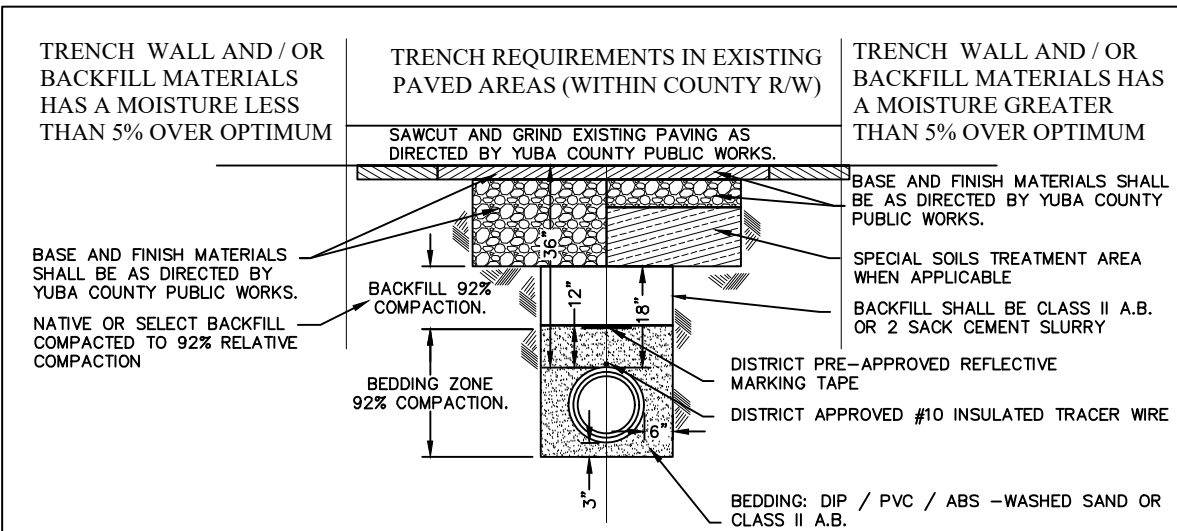 TRENCH WALL AND / OR
BACKFILL MATERIALS
HAS A MOISTURE LESS
THAN 5% OVER OPTIMUM
TRENCH REQUIREMENTS IN EXISTING
PAVED AREAS (WITHIN COUNTY R/W)
TRENCH WALL AND / OR
BACKFILL MATERIALS HAS
A MOISTURE GREATER
THAN 5% OVER OPTIMUM
SAWCUT AND GRIND EXISTING PAVING AS
DIRECTED BY YUBA COUNTY PUBLIC WORKS.
BASE AND FINISH MATERIALS
SHALL BE AS DIRECTED BY
YUBA COUNTY PUBLIC WORKS.
NATIVE OR SELECT BACKFILL
COMPACTED TO 92% RELATIVE
COMPACTION
BACKFILL 92%
COMPACTION.
BEDDING ZONE
92% COMPACTION.
36"
12"
18"
6"
3"
BASE AND FINISH MATERIALS SHALL
BE AS DIRECTED BY YUBA COUNTY
PUBLIC WORKS.
SPECIAL SOILS TREATMENT AREA
WHEN APPLICABLE
BACKFILL SHALL BE CLASS II A.B.
OR 2 SACK CEMENT SLURRY
DISTRICT PRE-APPROVED REFLECTIVE
MARKING TAPE
DISTRICT APPROVED #10 INSULATED TRACER WIRE
BEDDING: DIP / PVC / ABS -WASHED SAND OR
CLASS II A.B.